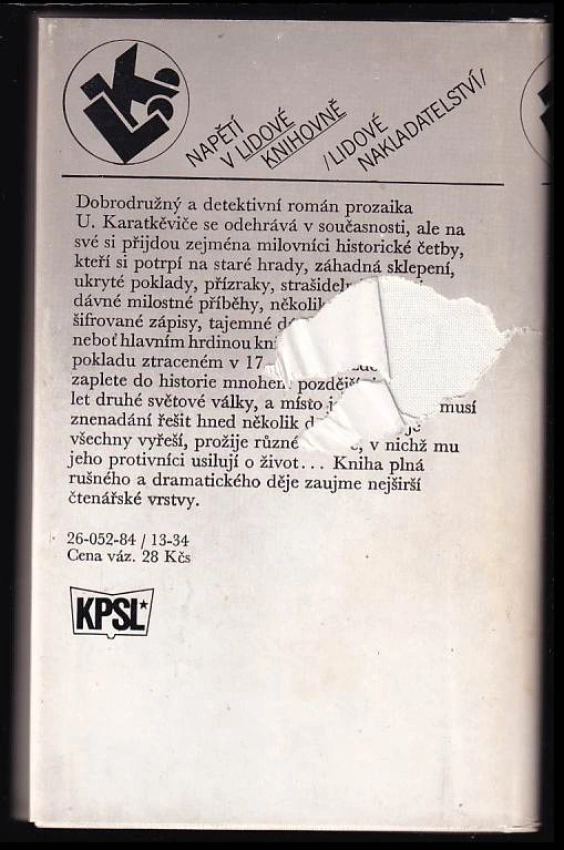 LK
NAPĚTÍ
V LIDOVÉ
KNIHOVNĚ
/LIDOVÉ
NAKLADATELSTVÍ/
Dobrodružný a detektivní román prozaika
U. Karatkěviče se odehrává v současnosti, ale na
své si přijdou zejména milovníci historické četby,
kteří si potrpí na staré hrady, záhadná sklepení,
ukryté poklady, přízraky,
dávné milostné příběhy,
šifrované zápisy, tajemné
neboť hlavním hrdinou
pokladu ztraceném v 17.
zaplete do historie mnohem
let druhé světové války, a místo musí
znenadání řešit hned několik
všechny vyřeší, prožije různé v nichž mu
jeho protivníci usilují o život... Kniha plná
rušného a dramatického děje zaujme nejširší
čtenářské vrstvy.
26-052-84 / 13-34
Cena váz. 28 Kčs
KPSL